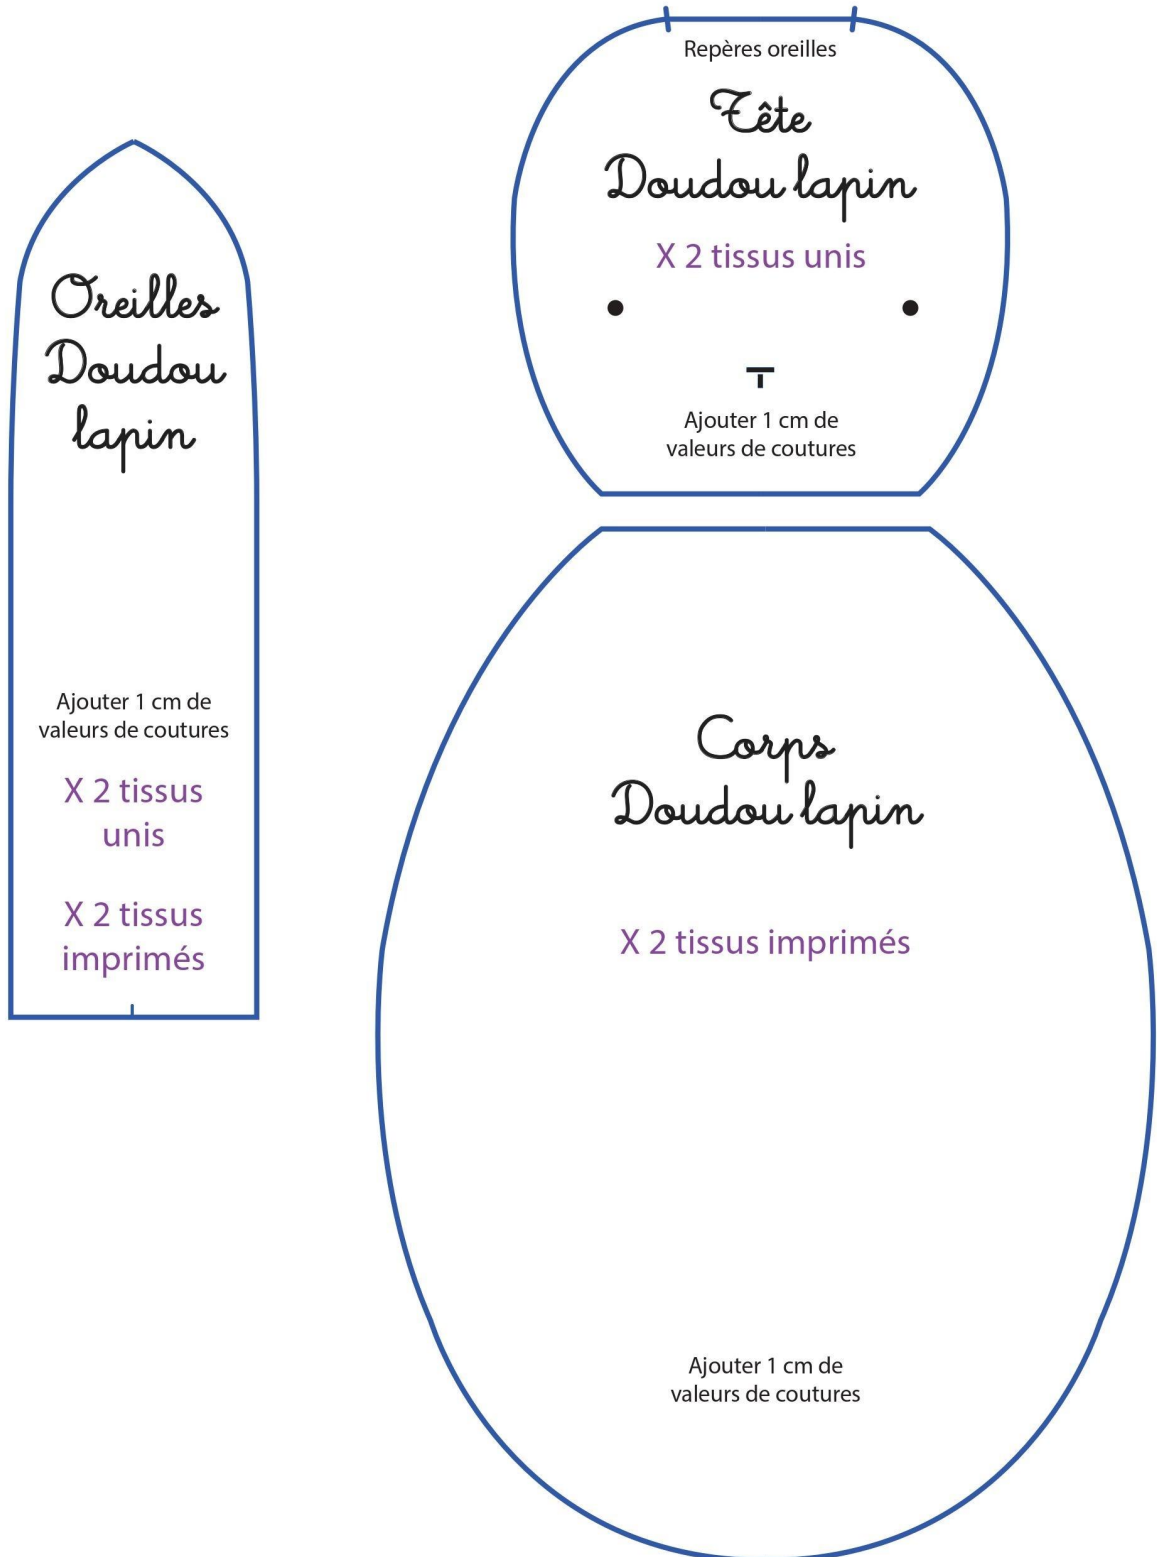 Repères oreilles
Tête
Doudou lapin
X 2 tissus unis
Ajouter 1 cm de
valeurs de coutures
Oreilles
Doudou
lapin
Ajouter 1 cm de
valeurs de coutures
X 2 tissus
unis
X 2 tissus
imprimés
Corps
Doudou lapin
X 2 tissus imprimés
Ajouter 1 cm de
valeurs de coutures